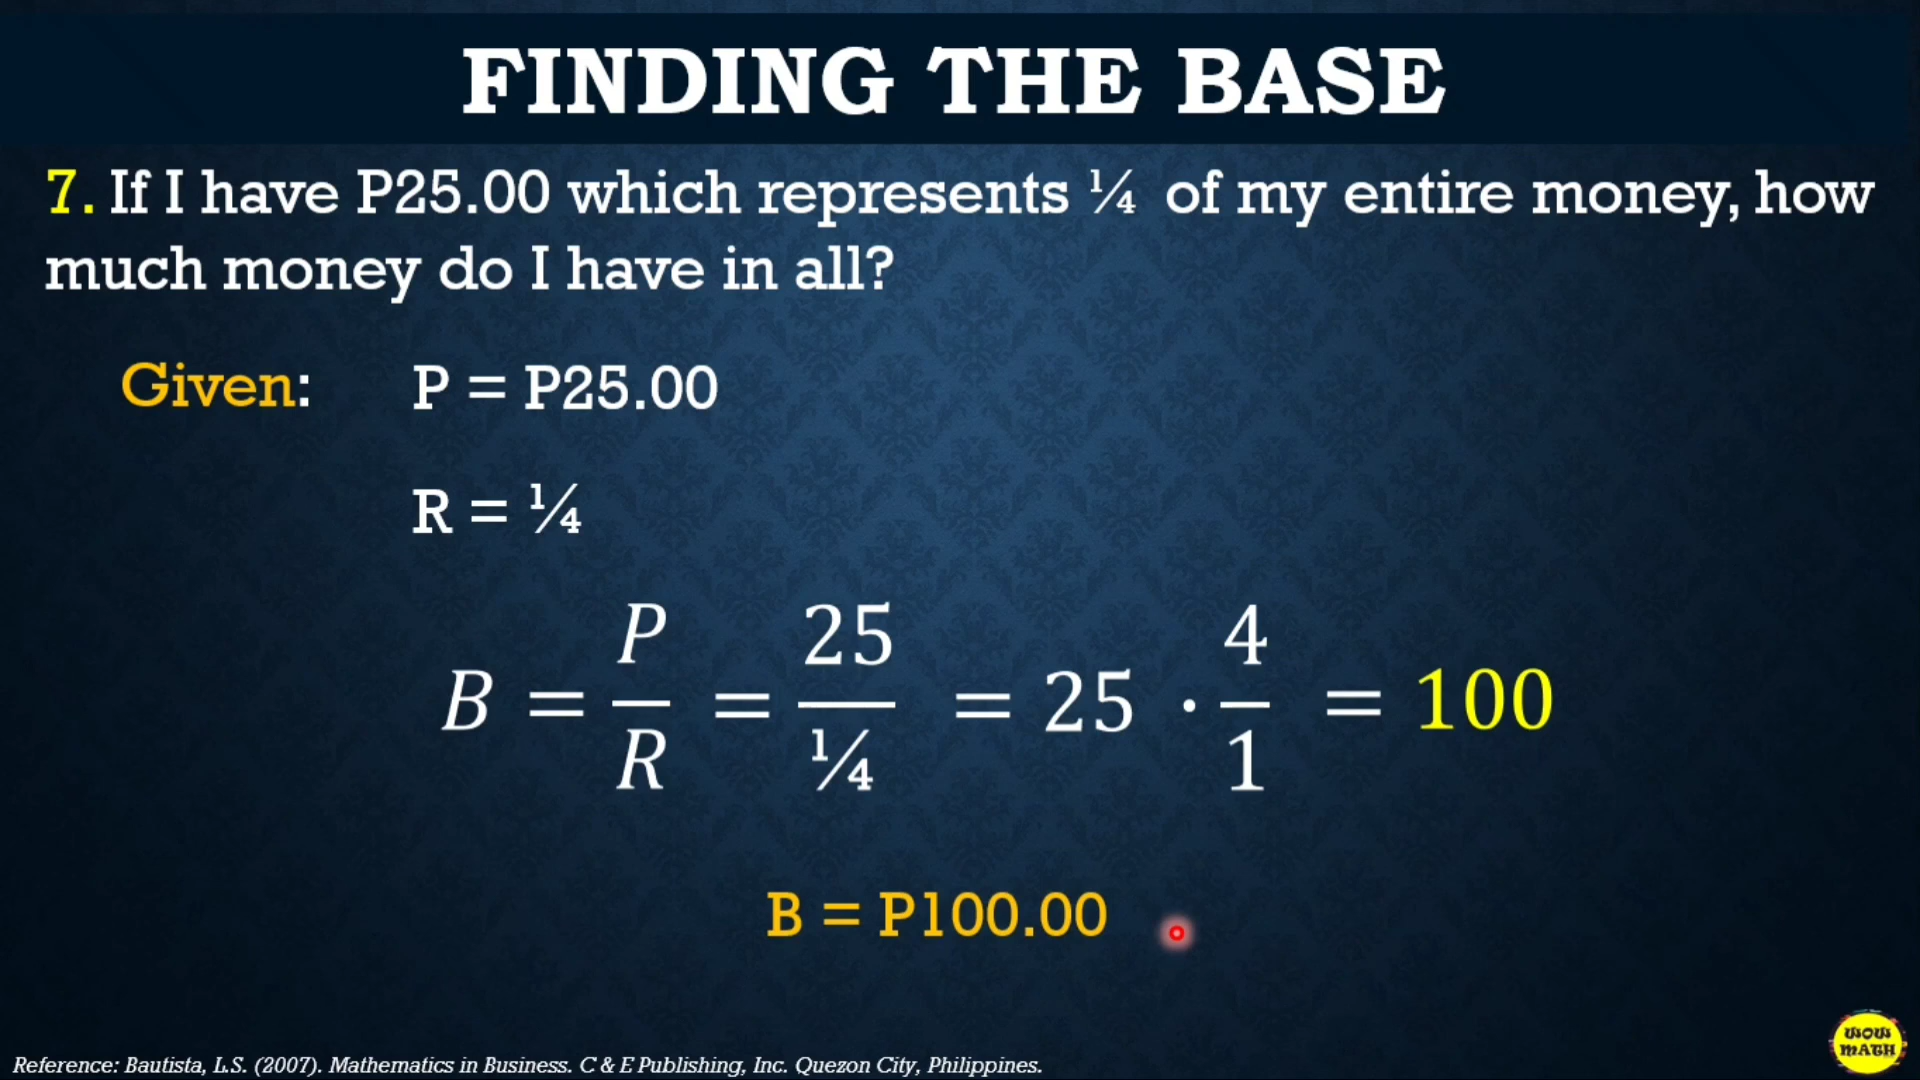 FINDING THE BASE
7. If I have P25.00 which represents ¼ of my entire money, how
much money do I have in all?
Given: P = P25.00
R = ¼
B = P/R = 25/¼ = 25 · 4/1 = 100
B = P100.00
Reference: Bautista, L.S. (2007). Mathematics in Business. C & E Publishing, Inc. Quezon City, Philippines.
WOW
MATH